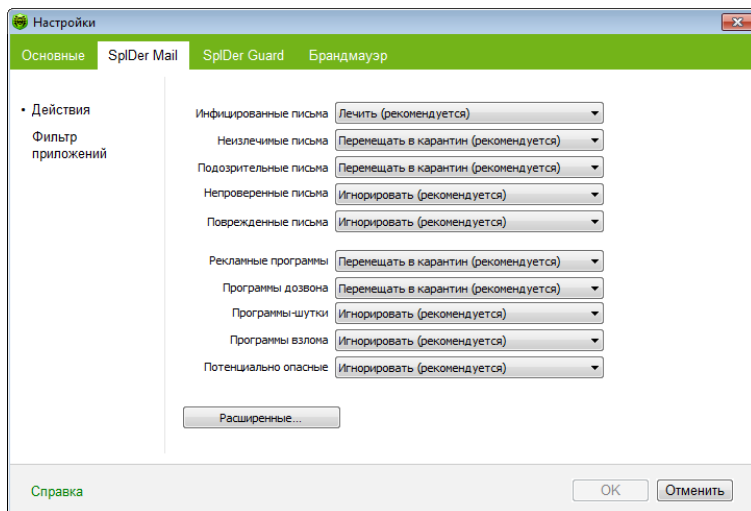 Настройки
Основные SpIDer Mail SpIDer Guard Брандмауэр
• Действия
Фильтр
приложений
Инфицированные письма Лечить (рекомендуется)
Неизлечимые письма Перемещать в карантин (рекомендуется)
Подозрительные письма Перемещать в карантин (рекомендуется)
Непроверенные письма Игнорировать (рекомендуется)
Поврежденные письма Игнорировать (рекомендуется)
Рекламные программы Перемещать в карантин (рекомендуется)
Программы дозвона Перемещать в карантин (рекомендуется)
Программы-шутки Игнорировать (рекомендуется)
Программы взлома Игнорировать (рекомендуется)
Потенциально опасные Игнорировать (рекомендуется)
Расширенные...
Справка OK Отменить